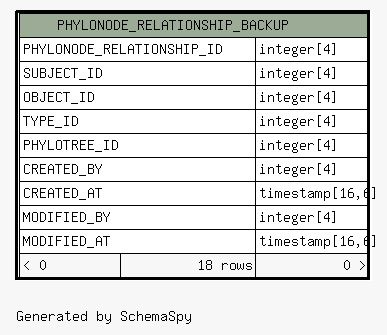 PHYLONODE_RELATIONSHIP_BACKUP
PHYLONODE_RELATIONSHIP_ID integer[4]
SUBJECT_ID integer[4]
OBJECT_ID integer[4]
TYPE_ID integer[4]
PHYLOTREE_ID integer[4]
CREATED_BY integer[4]
CREATED_AT timestamp[16,6]
MODIFIED_BY integer[4]
MODIFIED_AT timestamp[16,6]
< 0 18 rows 0 >
Generated by SchemaSpy